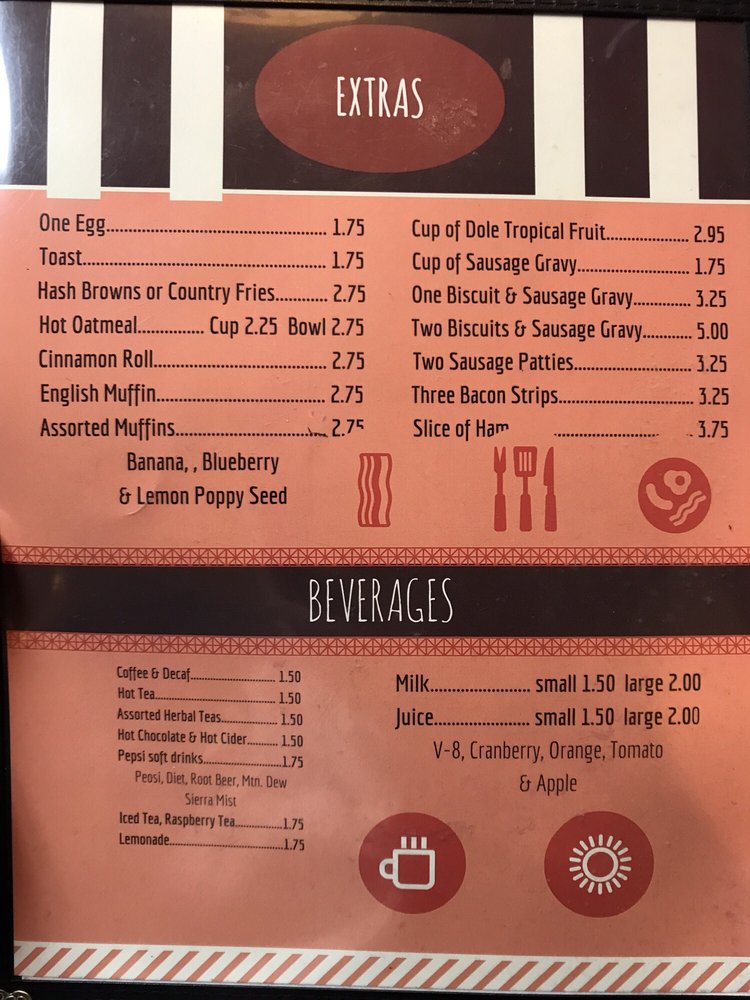 EXTRAS
One Egg........ 1.75
Toast........ 1.75
Hash Browns or Country Fries........ 2.75
Hot Oatmeal........ Cup 2.25 Bowl 2.75
Cinnamon Roll........ 2.75
English Muffin........ 2.75
Assorted Muffins........ 2.75
Banana, , Blueberry
& Lemon Poppy Seed
Cup of Dole Tropical Fruit........ 2.95
Cup of Sausage Gravy........ 1.75
One Biscuit & Sausage Gravy........ 3.25
Two Biscuits & Sausage Gravy........ 5.00
Two Sausage Patties........ 3.25
Three Bacon Strips........ 3.25
Slice of Ham ........ 3.75
BEVERAGES
Coffee & Decaf........ 1.50
Hot Tea........ 1.50
Assorted Herbal Teas........ 1.50
Hot Chocolate & Hot Cider........ 1.50
Pepsi soft drinks........1.75
Peosi, Diet, Root Beer, Mtn. Dew
Sierra Mist
Iced Tea, Raspberry Tea........1.75
Lemonade........1.75
Milk........ small 1.50 large 2.00
Juice........ small 1.50 large 2.00
V-8, Cranberry, Orange, Tomato
& Apple